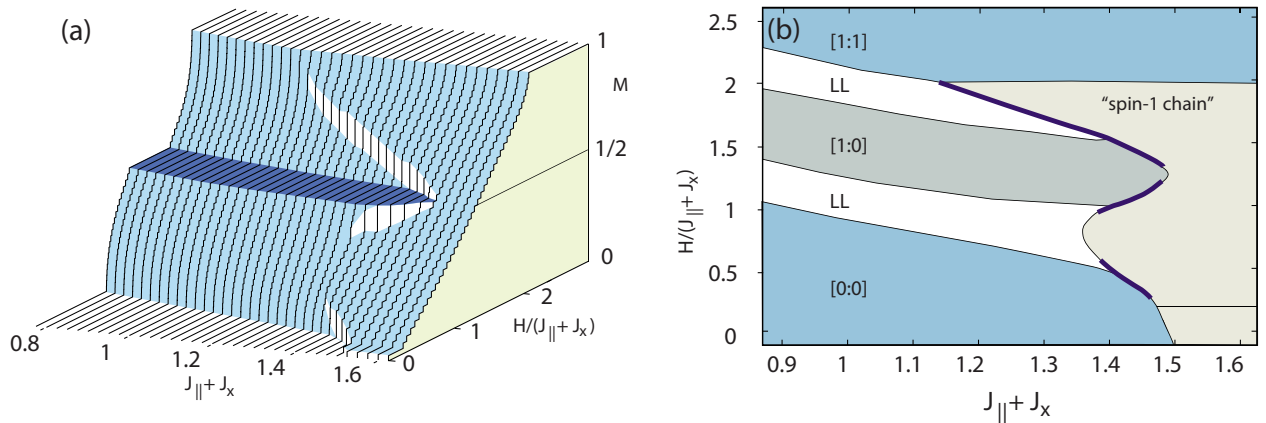 (a)
1
M
1/2
0
2
1
0
H/(J||+ Jx)
0.8
1
1.2
1.4
1.6
J||+ Jx
(b)
2.5
2
1.5
1
0.5
0
H/(J||+ Jx)
[1:1]
LL
"spin-1 chain"
[1:0]
LL
[0:0]
0.9
1
1.1
1.2
1.3
1.4
1.5
1.6
J||+ Jx